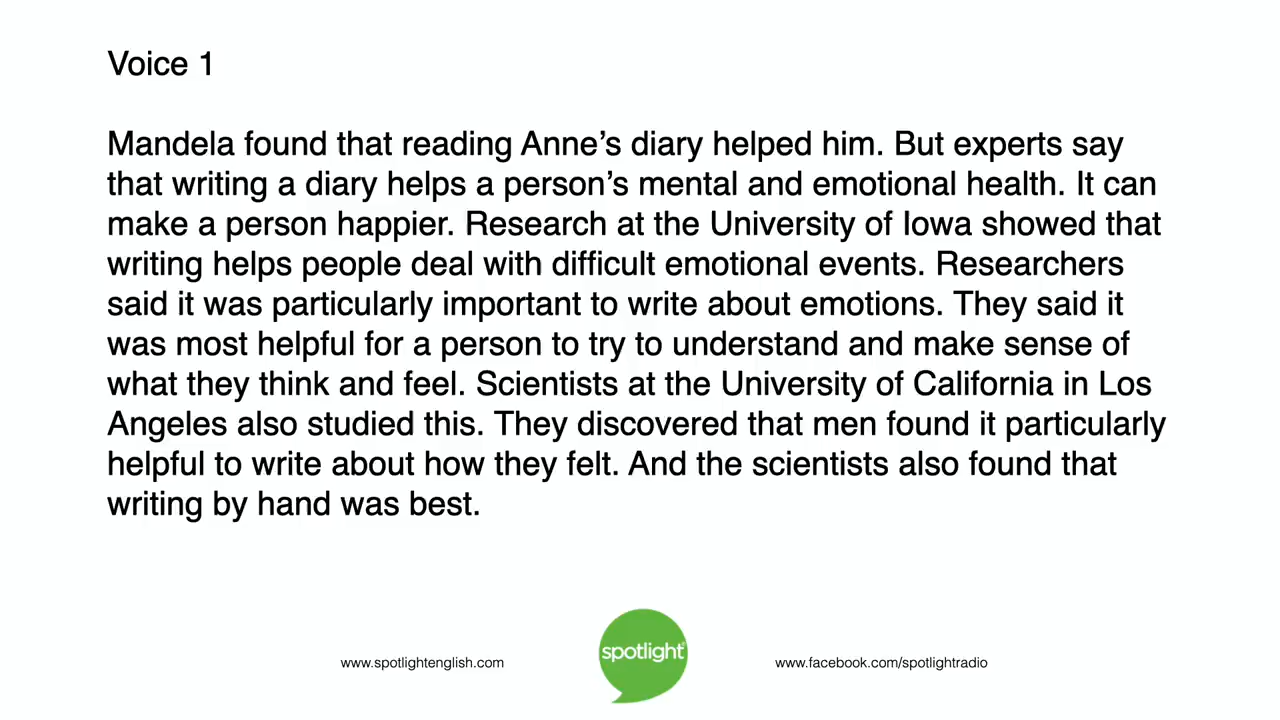 Voice 1
Mandela found that reading Anne’s diary helped him. But experts say
that writing a diary helps a person’s mental and emotional health. It can
make a person happier. Research at the University of Iowa showed that
writing helps people deal with difficult emotional events. Researchers
said it was particularly important to write about emotions. They said it
was most helpful for a person to try to understand and make sense of
what they think and feel. Scientists at the University of California in Los
Angeles also studied this. They discovered that men found it particularly
helpful to write about how they felt. And the scientists also found that
writing by hand was best.
www.spotlightenglish.com
spotlight
www.facebook.com/spotlightradio